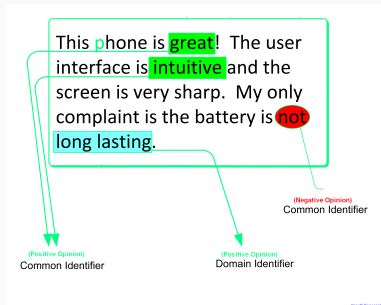 This phone is great! The user
interface is intuitive and the
screen is very sharp. My only
complaint is the battery is not
long lasting.
(Negative Opinion)
Common Identifier
(Positive Opinion)
Common Identifier
(Positive Opinion)
Domain Identifier